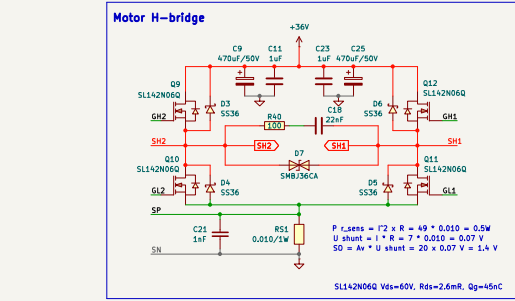 Motor H-bridge
+36V
C9
470uF/50V
C11
1uF
C23
1uF
C25
470uF/50V
Q9
SL142N06Q
D3
SS36
Q12
SL142N06Q
D6
SS36
GH2
GH1
R40
100
C18
22nF
SH2
SH2
SH1
SH1
D7
SMBJ36CA
Q10
SL142N06Q
D4
SS36
Q11
SL142N06Q
D5
SS36
GL2
GL1
SP
C21
1nF
RS1
0.010/1W
SN
P r_sens = I^2 x R = 49 * 0.010 = 0.5W
U shunt = I * R = 7 * 0.010 = 0.07 V
SO = Av * U shunt = 20 x 0.07 V = 1.4 V
SL142N06Q Vds=60V, Rds=2.6mR, Qg=45nC